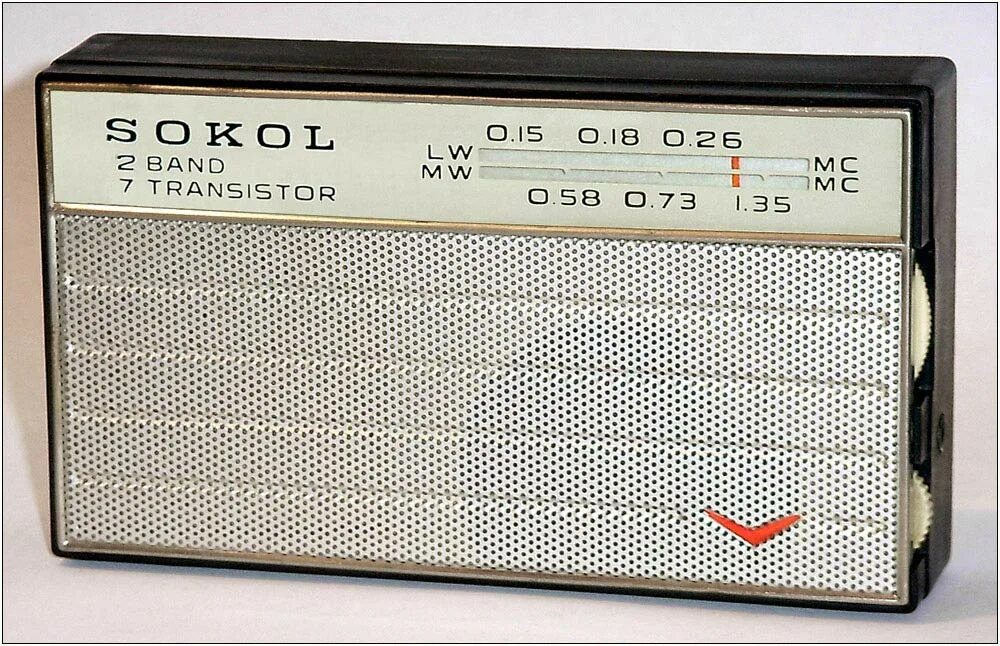 SOKOL
2 BAND
7 TRANSISTOR
0.15 0.18 0.26
LW MC
MW MC
0.58 0.73 1.35